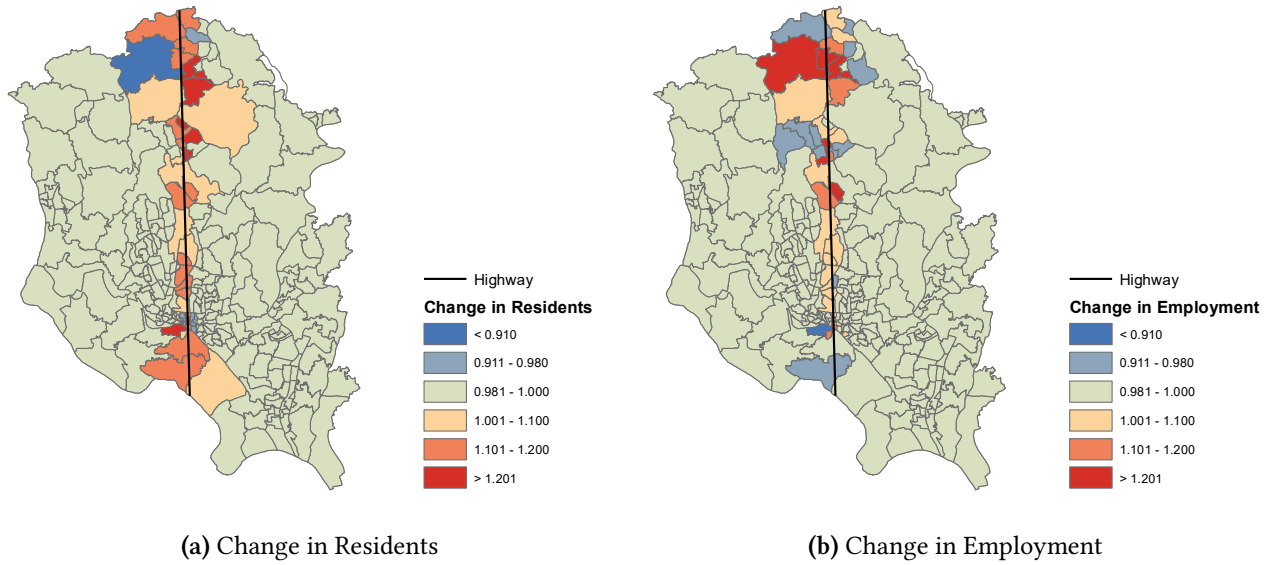 Highway
Change in Residents
< 0.910
0.911 - 0.980
0.981 - 1.000
1.001 - 1.100
1.101 - 1.200
> 1.201
Highway
Change in Employment
< 0.910
0.911 - 0.980
0.981 - 1.000
1.001 - 1.100
1.101 - 1.200
> 1.201
(a) Change in Residents
(b) Change in Employment